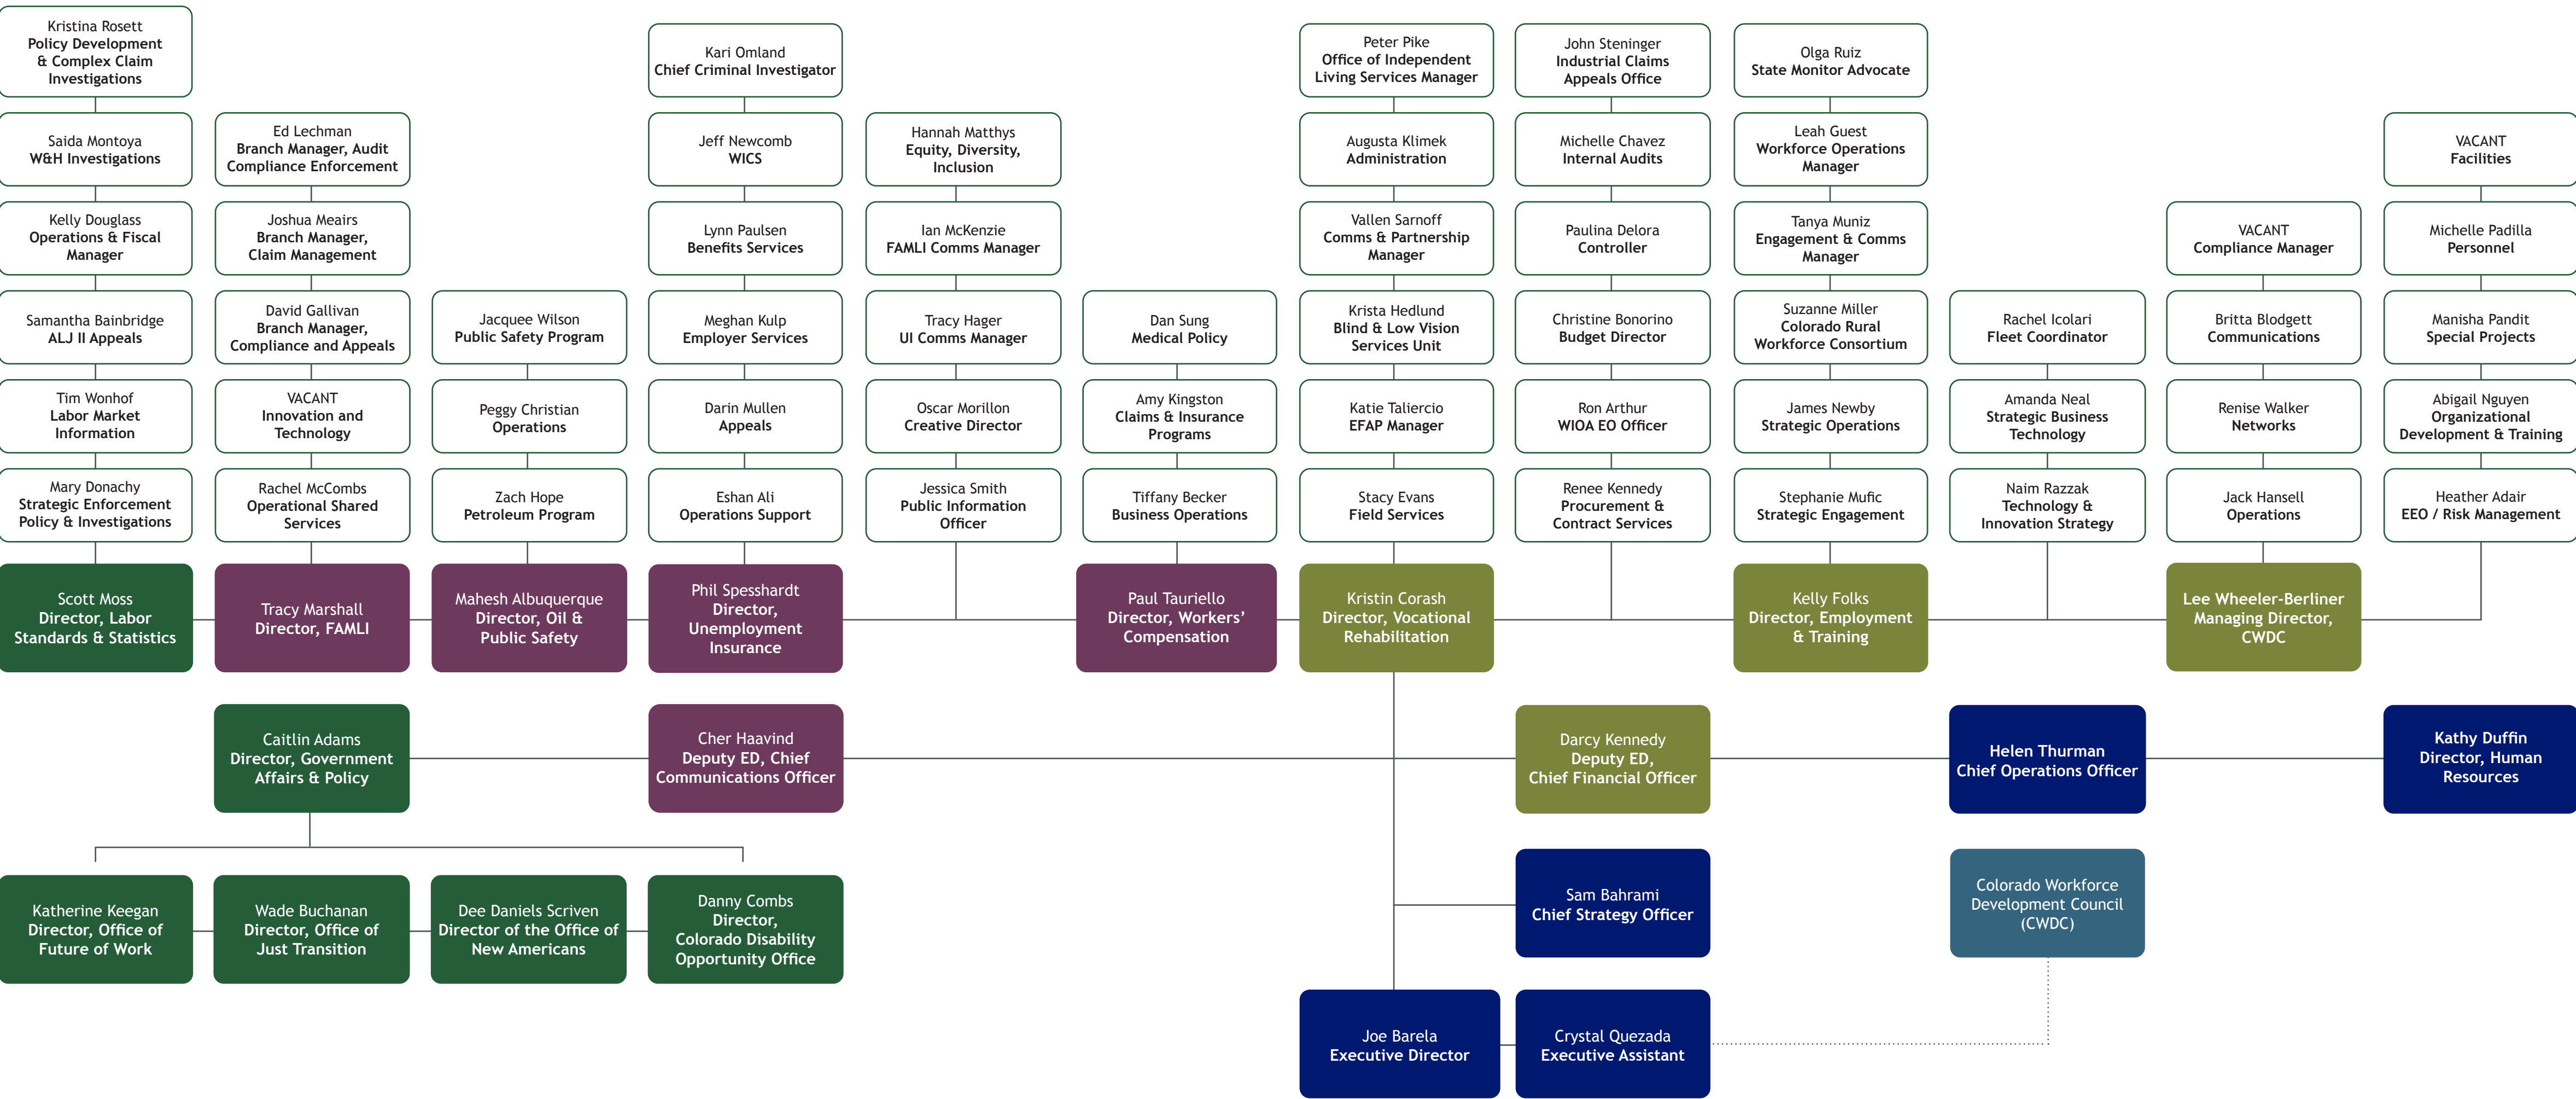 Kristina Rosett
Policy Development
& Complex Claim
Investigations
Kari Omland
Chief Criminal Investigator
Peter Pike
Office of Independent
Living Services Manager
John Steninger
Industrial Claims
Appeals Office
Olga Ruiz
State Monitor Advocate
Saida Montoya
W&H Investigations
Ed Lechman
Branch Manager, Audit
Compliance Enforcement
Jeff Newcomb
WICS
Hannah Matthys
Equity, Diversity,
Inclusion
Augusta Klimek
Administration
Michelle Chavez
Internal Audits
Leah Guest
Workforce Operations
Manager
VACANT
Facilities
Kelly Douglass
Operations & Fiscal
Manager
Joshua Meairs
Branch Manager,
Claim Management
Lynn Paulsen
Benefits Services
Ian McKenzie
FAMLI Comms Manager
Vallen Sarnoff
Comms & Partnership
Manager
Paulina Delora
Controller
Tanya Muniz
Engagement & Comms
Manager
VACANT
Compliance Manager
Michelle Padilla
Personnel
Samantha Bainbridge
ALJ II Appeals
David Gallivan
Branch Manager,
Compliance and Appeals
Jacquee Wilson
Public Safety Program
Meghan Kulp
Employer Services
Tracy Hager
UI Comms Manager
Dan Sung
Medical Policy
Krista Hedlund
Blind & Low Vision
Services Unit
Christine Bonorino
Budget Director
Suzanne Miller
Colorado Rural
Workforce Consortium
Rachel Icolari
Fleet Coordinator
Britta Blodgett
Communications
Manisha Pandit
Special Projects
Tim Wonhof
Labor Market
Information
VACANT
Innovation and
Technology
Peggy Christian
Operations
Darin Mullen
Appeals
Oscar Morillon
Creative Director
Amy Kingston
Claims & Insurance
Programs
Katie Taliercio
EFAP Manager
Ron Arthur
WIOA EO Officer
James Newby
Strategic Operations
Amanda Neal
Strategic Business
Technology
Renise Walker
Networks
Abigail Nguyen
Organizational
Development & Training
Mary Donachy
Strategic Enforcement
Policy & Investigations
Rachel McCombs
Operational Shared
Services
Zach Hope
Petroleum Program
Eshan Ali
Operations Support
Jessica Smith
Public Information
Officer
Tiffany Becker
Business Operations
Stacy Evans
Field Services
Renee Kennedy
Procurement &
Contract Services
Stephanie Mufic
Strategic Engagement
Naim Razzak
Technology &
Innovation Strategy
Jack Hansell
Operations
Heather Adair
EEO / Risk Management
Scott Moss
Director, Labor
Standards & Statistics
Tracy Marshall
Director, FAMLI
Mahesh Albuquerque
Director, Oil &
Public Safety
Phil Spesshardt
Director,
Unemployment
Insurance
Paul Tauriello
Director, Workers’
Compensation
Kristin Corash
Director, Vocational
Rehabilitation
Kelly Folks
Director, Employment
& Training
Lee Wheeler-Berliner
Managing Director,
CWDC
Caitlin Adams
Director, Government
Affairs & Policy
Cher Haavind
Deputy ED, Chief
Communications Officer
Darcy Kennedy
Deputy ED,
Chief Financial Officer
Helen Thurman
Chief Operations Officer
Kathy Duffin
Director, Human
Resources
Katherine Keegan
Director, Office of
Future of Work
Wade Buchanan
Director, Office of
Just Transition
Dee Daniels Scriven
Director of the Office of
New Americans
Danny Combs
Director,
Colorado Disability
Opportunity Office
Sam Bahrami
Chief Strategy Officer
Colorado Workforce
Development Council
(CWDC)
Joe Barela
Executive Director
Crystal Quezada
Executive Assistant